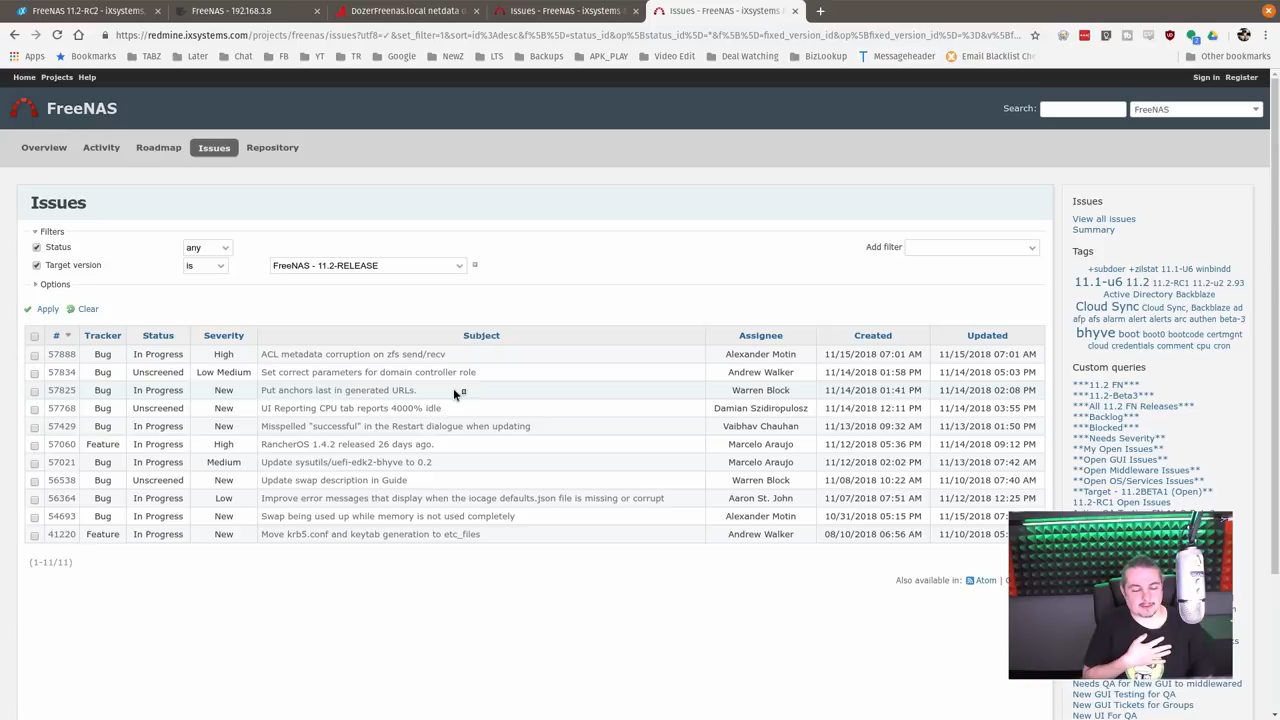 FreeNAS 11.2-RC2 - iXsystems,
FreeNAS - 192.168.3.8
DozerFreenas.local netdata d
Issues - FreeNAS - iXsystems &
Issues - FreeNAS - iXsystems &
https://redmine.ixsystems.com/projects/freenas/issues?utf8=✓&set_filter=1&sort=id%3Adesc&f%5B%5D=status_id&op%5Bstatus_id%5D=*&f%5B%5D=fixed_version_id&op%5Bfixed_version_id%5D=%3D&v%5Bf...
Apps Bookmarks TABZ Later Chat FB YT TR Google NewZ LTS Backups APK_PLAY Video Edit Deal Watching BizLookup Messageheader Email Blacklist Che Other bookmarks
Home Projects Help Sign in Register
FreeNAS
Search: FreeNAS
Overview Activity Roadmap Issues Repository
Issues
Filters
Status any Add filter
Target version is FreeNAS - 11.2-RELEASE
Options
Apply Clear
# Tracker Status Severity Subject Assignee Created Updated
57888 Bug In Progress High ACL metadata corruption on zfs send/recv Alexander Motin 11/15/2018 07:01 AM 11/15/2018 07:01 AM
57834 Bug Unscreened Low Medium Set correct parameters for domain controller role Andrew Walker 11/14/2018 01:58 PM 11/14/2018 05:03 PM
57825 Bug In Progress New Put anchors last in generated URLs. Warren Block 11/14/2018 01:41 PM 11/14/2018 02:08 PM
57768 Bug Unscreened New UI Reporting CPU tab reports 4000% idle Damian Szidiropulosz 11/14/2018 12:11 PM 11/14/2018 03:55 PM
57429 Bug In Progress New Misspelled "successful" in the Restart dialogue when updating Vaibhav Chauhan 11/13/2018 09:32 AM 11/13/2018 01:50 PM
57060 Feature In Progress High RancherOS 1.4.2 released 26 days ago. Marcelo Araujo 11/12/2018 05:36 PM 11/14/2018 09:12 PM
57021 Bug In Progress Medium Update sysutils/uefi-edk2-bhyve to 0.2 Marcelo Araujo 11/12/2018 02:02 PM 11/13/2018 07:42 AM
56538 Bug Unscreened New Update swap description in Guide Warren Block 11/08/2018 10:22 AM 11/10/2018 07:40 AM
56364 Bug In Progress Low Improve error messages that display when the iocage defaults.json file is missing or corrupt Aaron St. John 11/07/2018 07:51 AM 11/12/2018 12:25 PM
54693 Bug In Progress New Swap being used up while memory is not used completely Alexander Motin 10/31/2018 05:15 PM 11/15/2018 07:
41220 Feature In Progress New Move krb5.conf and keytab generation to etc_files Andrew Walker 08/10/2018 06:56 AM 11/10/2018 05:
(1-11/11)
Also available in: Atom |
Issues
View all issues
Summary
Tags
+subdoer +zilstat 11.1-U6 winbindd
11.1-u6 11.2 11.2-RC1 11.2-u2 2.93
Active Directory Backblaze
Cloud Sync Cloud Sync, Backblaze ad
afp afs alarm alert alerts arc authen beta-3
bhyve boot boot0 bootcode certmgnt
cloud credentials comment cpu cron
Custom queries
***11.2 FN***
***11.2-Beta3***
***All 11.2 FN Releases***
***Backlog***
***Blocked***
***Needs Severity***
**My Open Issues**
**Open GUI Issues**
**Open Middleware Issues**
**Open OS/Services Issues**
**Target - 11.2BETA1 (Open)**
11.2-RC1 Open Issues
Needs QA for New GUI to middlewared
New GUI Testing for QA
New GUI Tickets for Groups
New UI For QA